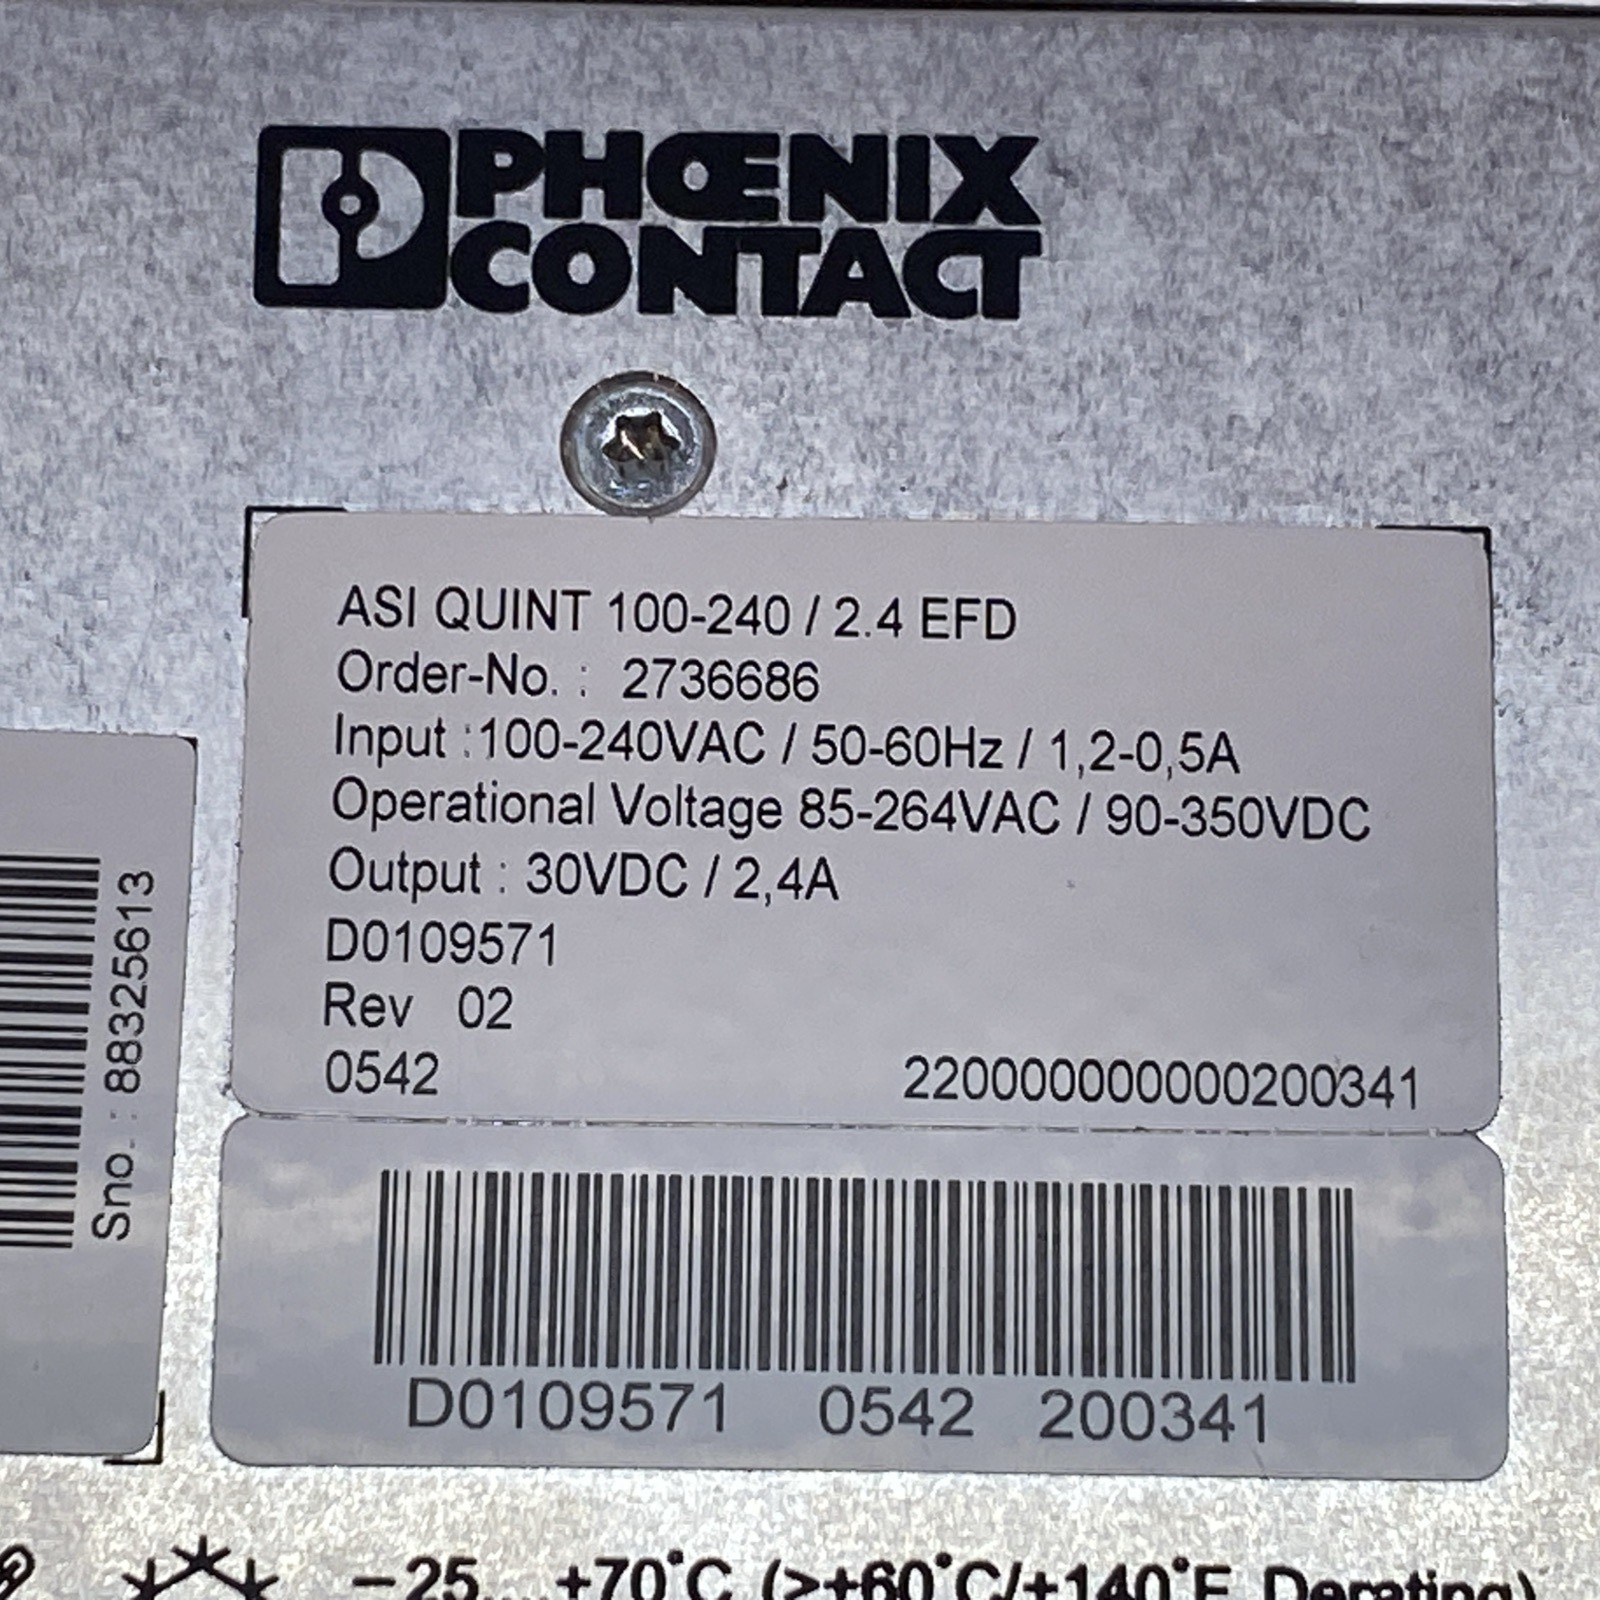 PHŒNIX
CONTACT
ASI QUINT 100-240 / 2.4 EFD
Order-No. : 2736686
Input :100-240VAC / 50-60Hz / 1,2-0,5A
Operational Voltage 85-264VAC / 90-350VDC
Output : 30VDC / 2,4A
D0109571
Rev 02
0542 220000000000200341
D0109571 0542 200341
Sno. : 88325613
−25....+70°C (>+60°C/+140°F Derating)